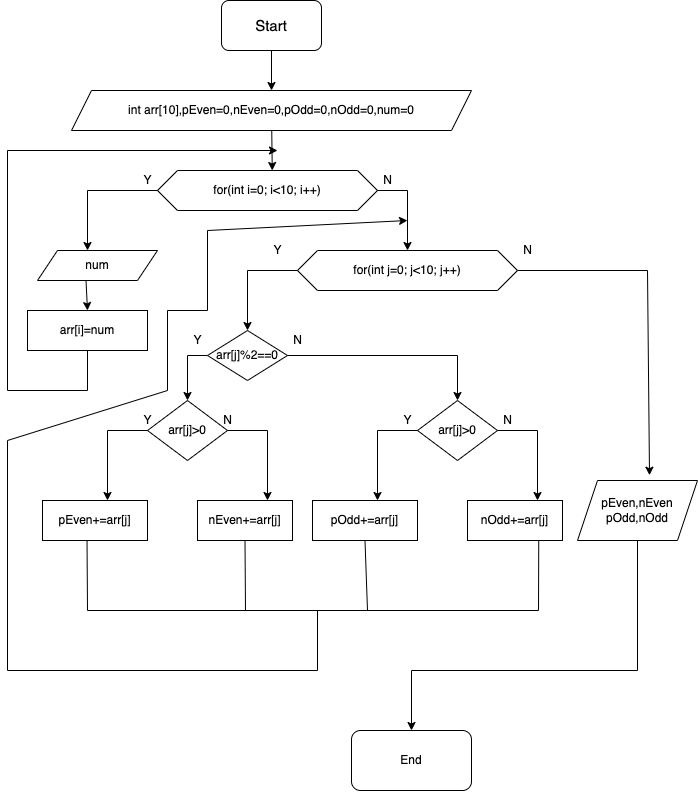 Start
int arr[10],pEven=0,nEven=0,pOdd=0,nOdd=0,num=0
Y
for(int i=0; i<10; i++)
N
num
arr[i]=num
Y
for(int j=0; j<10; j++)
N
Y
arr[j]%2==0
N
Y
arr[j]>0
N
Y
arr[j]>0
N
pEven+=arr[j]
nEven+=arr[j]
pOdd+=arr[j]
nOdd+=arr[j]
pEven,nEven
pOdd,nOdd
End